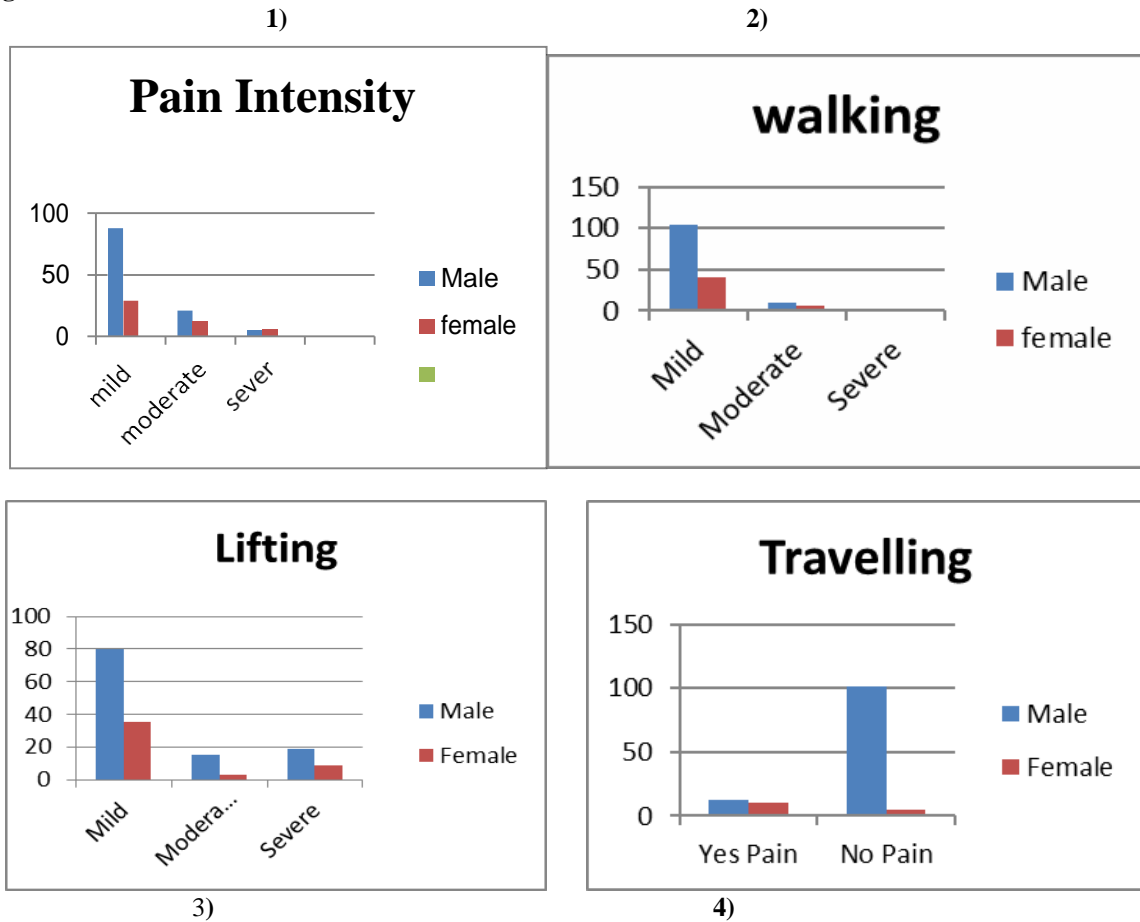 g
1) 2)
Pain Intensity
100
50
0
mild
moderate
sever
Male
female
walking
150
100
50
0
Mild
Moderate
Severe
Male
female
Lifting
100
80
60
40
20
0
Mild
Modera...
Severe
Male
Female
Travelling
150
100
50
0
Yes Pain No Pain
Male
Female
3) 4)